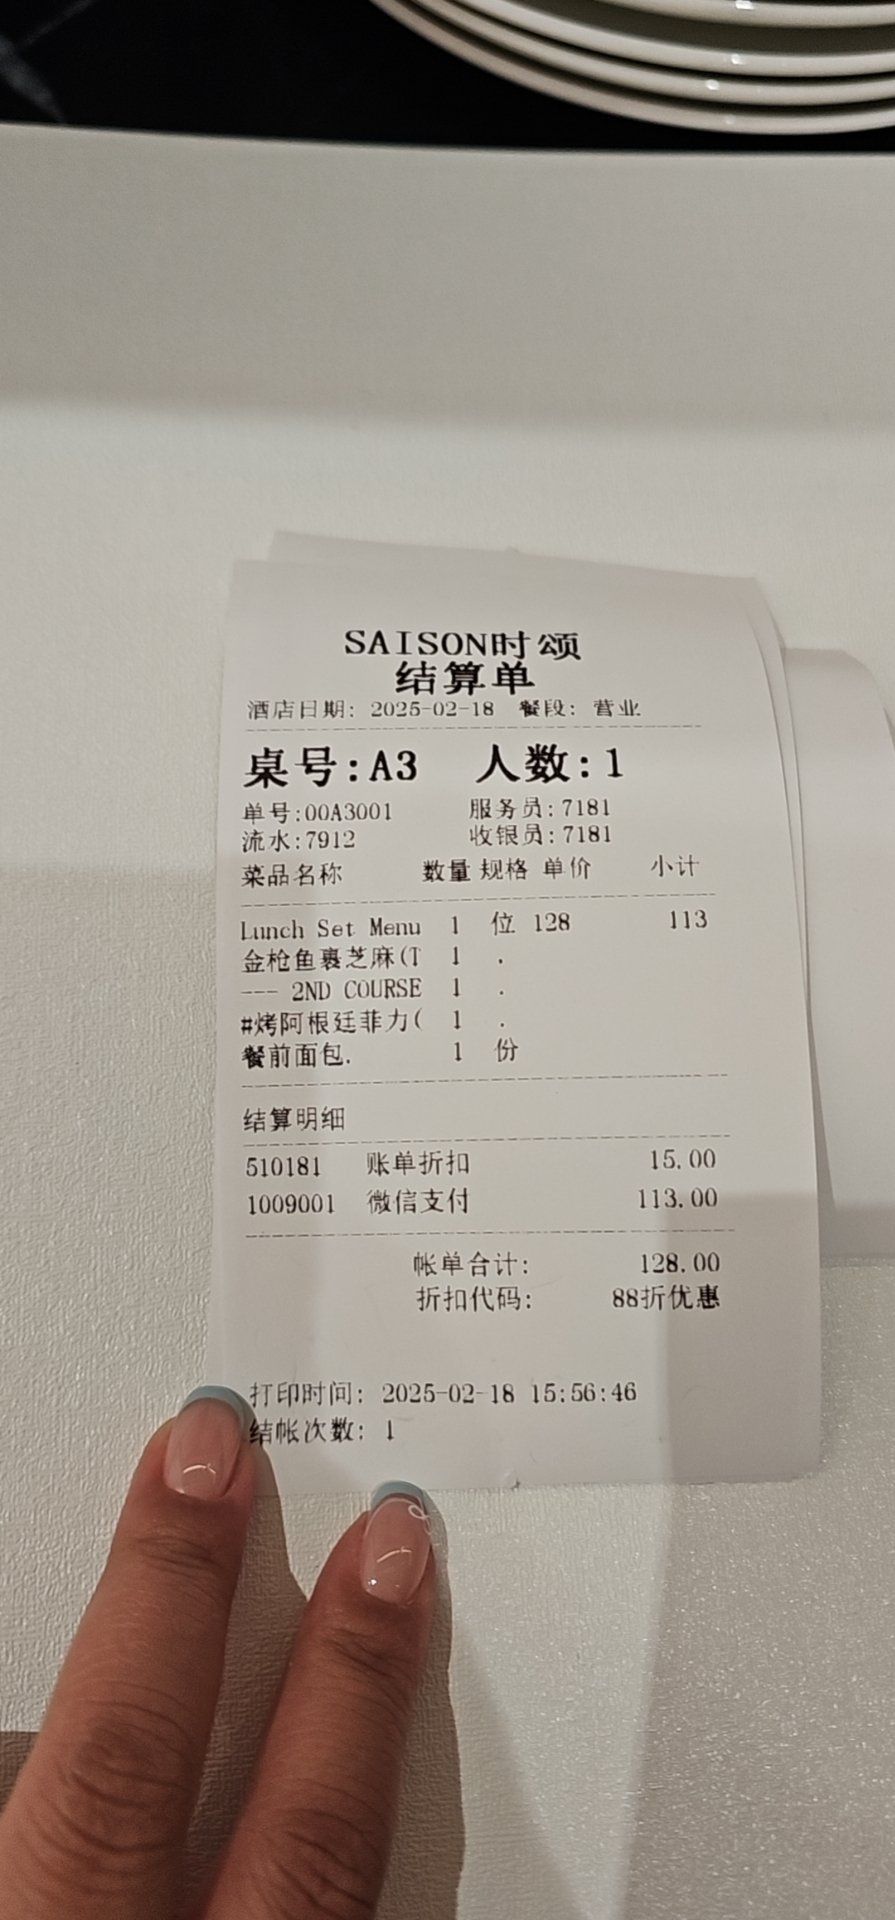 SAISON时颂
结算单
酒店日期: 2025-02-18 餐段: 营业
桌号:A3 人数:1
单号:00A3001 服务员:7181
流水:7912 收银员:7181
菜品名称 数量 规格 单价 小计
Lunch Set Menu 1 位 128 113
金枪鱼裹芝麻(T 1 .
--- 2ND COURSE 1 .
#烤阿根廷菲力( 1 .
餐前面包. 1 份
结算明细
510181 账单折扣 15.00
1009001 微信支付 113.00
帐单合计: 128.00
折扣代码: 88折优惠
打印时间: 2025-02-18 15:56:46
结帐次数: 1